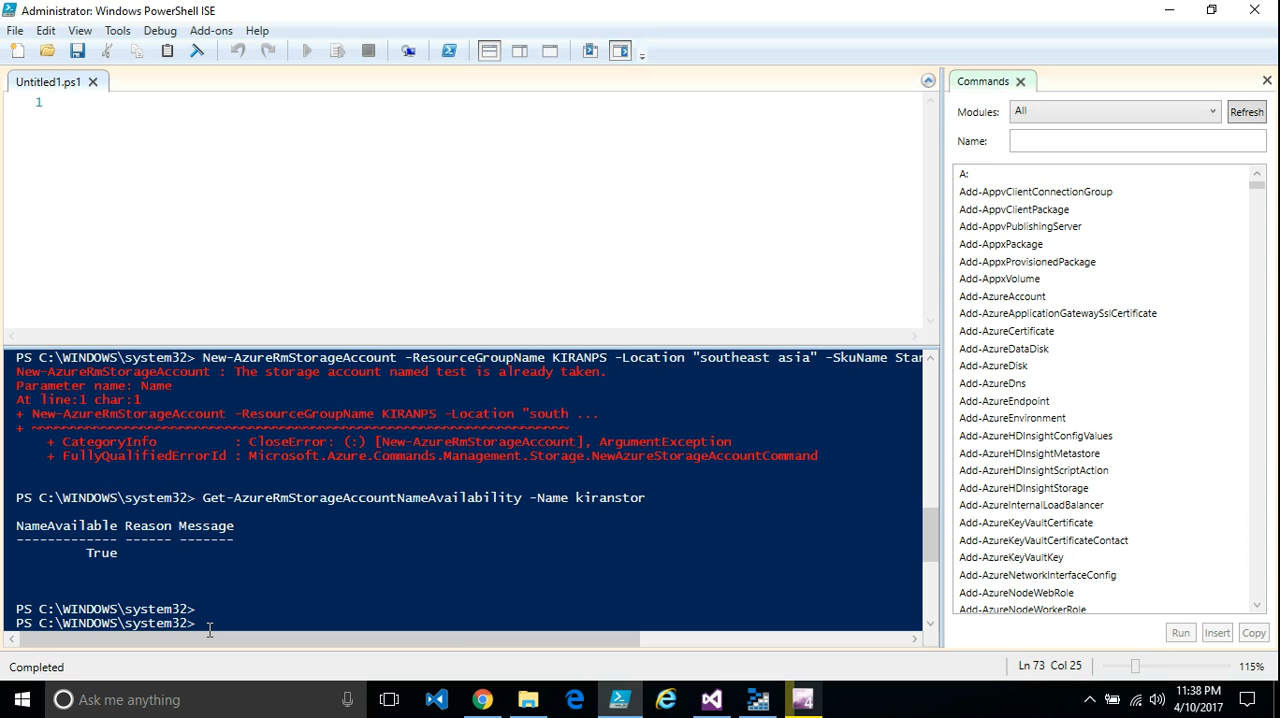 Administrator: Windows PowerShell ISE
File Edit View Tools Debug Add-ons Help
Untitled1.ps1
1
PS C:\WINDOWS\system32> New-AzureRmStorageAccount -ResourceGroupName KIRANPS -Location "southeast asia" -SkuName Star
New-AzureRmStorageAccount : The storage account named test is already taken.
Parameter name: Name
At line:1 char:1
+ New-AzureRmStorageAccount -ResourceGroupName KIRANPS -Location "south ...
+ ~~~~~~~~~~~~~~~~~~~~~~~~~~~~~~~~~~~~~~~~~~~~~~~~~~~~~~~~~~~~~~~~~~~~~
+ CategoryInfo : CloseError: (:) [New-AzureRmStorageAccount], ArgumentException
+ FullyQualifiedErrorId : Microsoft.Azure.Commands.Management.Storage.NewAzureStorageAccountCommand
PS C:\WINDOWS\system32> Get-AzureRmStorageAccountNameAvailability -Name kiranstor
NameAvailable Reason Message
------------- ------ -------
True
PS C:\WINDOWS\system32>
PS C:\WINDOWS\system32>
Commands
Modules: All Refresh
Name:
A:
Add-AppvClientConnectionGroup
Add-AppvClientPackage
Add-AppvPublishingServer
Add-AppxPackage
Add-AppxProvisionedPackage
Add-AppxVolume
Add-AzureAccount
Add-AzureApplicationGatewaySslCertificate
Add-AzureCertificate
Add-AzureDataDisk
Add-AzureDisk
Add-AzureDns
Add-AzureEndpoint
Add-AzureEnvironment
Add-AzureHDInsightConfigValues
Add-AzureHDInsightMetastore
Add-AzureHDInsightScriptAction
Add-AzureHDInsightStorage
Add-AzureInternalLoadBalancer
Add-AzureKeyVaultCertificate
Add-AzureKeyVaultCertificateContact
Add-AzureKeyVaultKey
Add-AzureNetworkInterfaceConfig
Add-AzureNodeWebRole
Add-AzureNodeWorkerRole
Run Insert Copy
Completed
Ln 73 Col 25
115%
Ask me anything
11:38 PM
4/10/2017